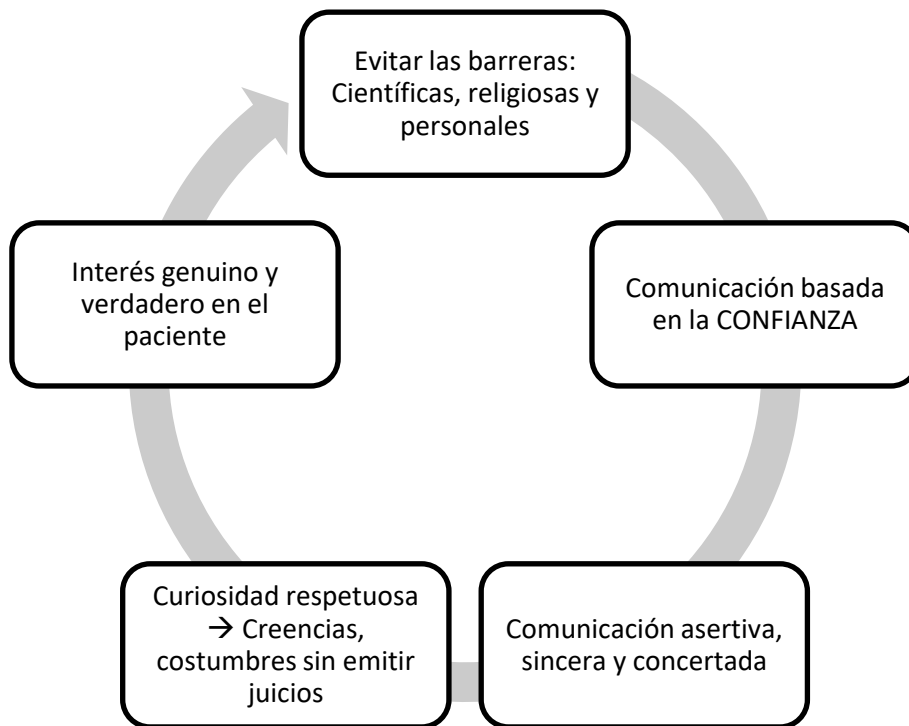 Evitar las barreras:
Científicas, religiosas y
personales
Comunicación basada
en la CONFIANZA
Comunicación asertiva,
sincera y concertada
Curiosidad respetuosa
→ Creencias,
costumbres sin emitir
juicios
Interés genuino y
verdadero en el
paciente